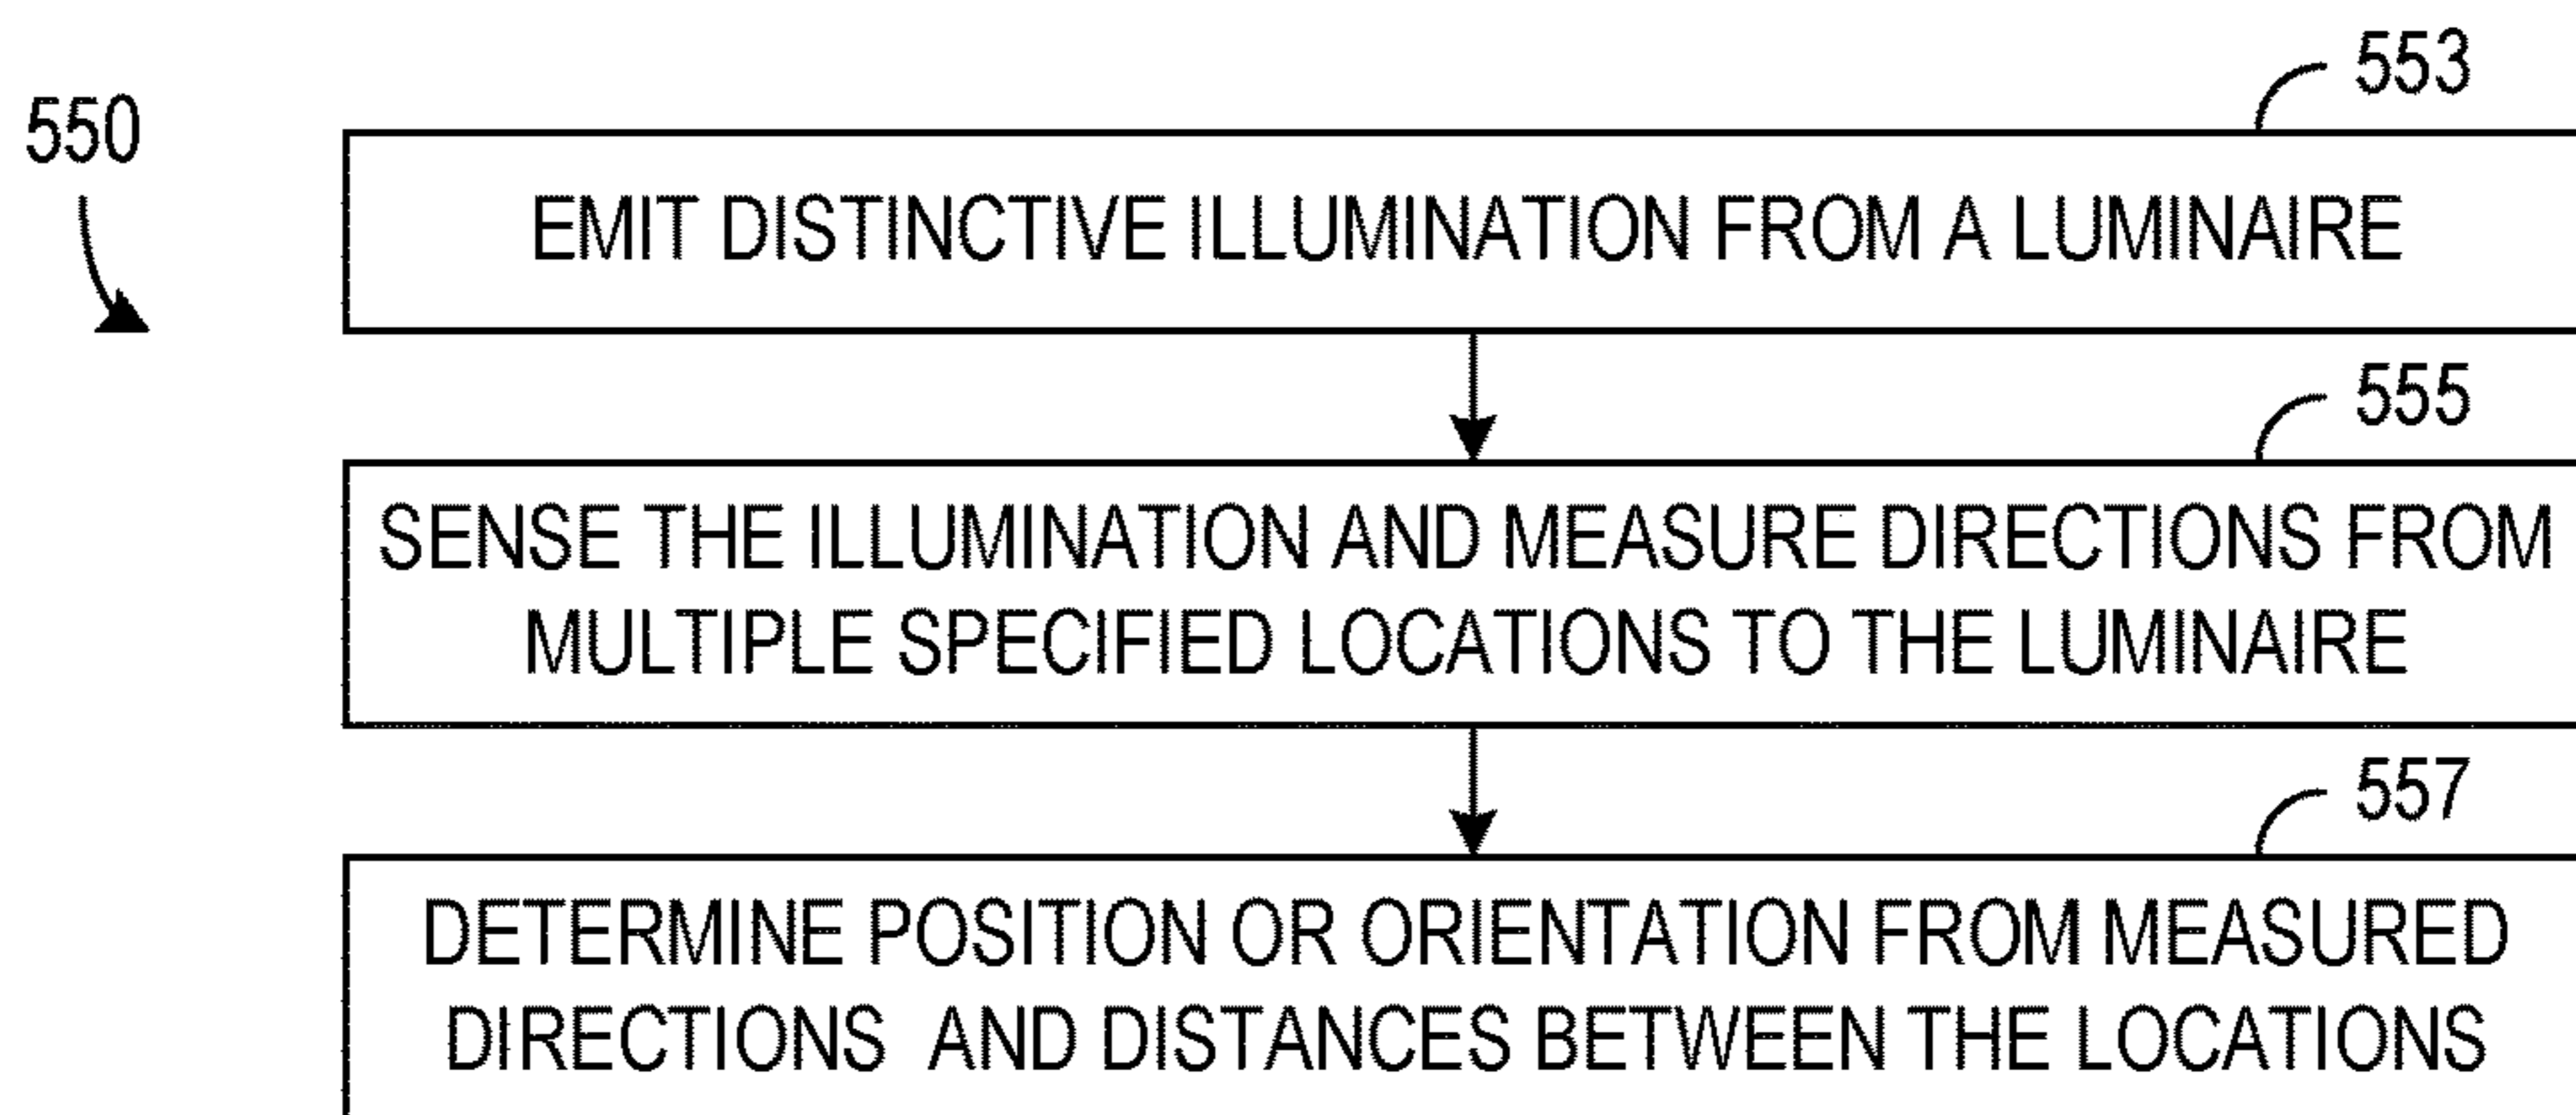 553
550
EMIT DISTINCTIVE ILLUMINATION FROM A LUMINAIRE
555
SENSE THE ILLUMINATION AND MEASURE DIRECTIONS FROM
MULTIPLE SPECIFIED LOCATIONS TO THE LUMINAIRE
557
DETERMINE POSITION OR ORIENTATION FROM MEASURED
DIRECTIONS AND DISTANCES BETWEEN THE LOCATIONS